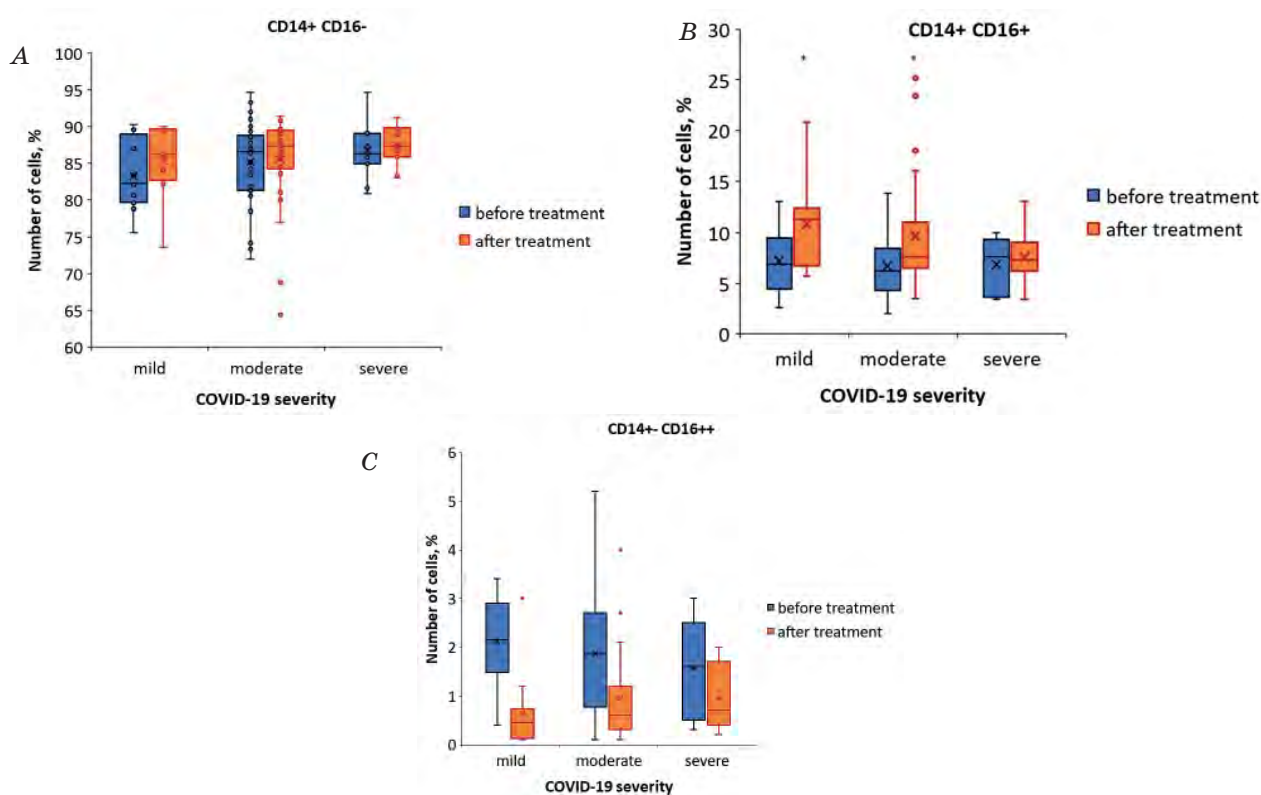 A
CD14+ CD16-
Number of cells, %
100
95
90
85
80
75
70
65
60
mild
moderate
severe
COVID-19 severity
before treatment
after treatment
B
CD14+ CD16+
Number of cells, %
30
25
20
15
10
5
0
*
*
mild
moderate
severe
COVID-19 severity
before treatment
after treatment
C
CD14+- CD16++
Number of cells, %
6
5
4
3
2
1
0
mild
moderate
severe
COVID-19 severity
before treatment
after treatment